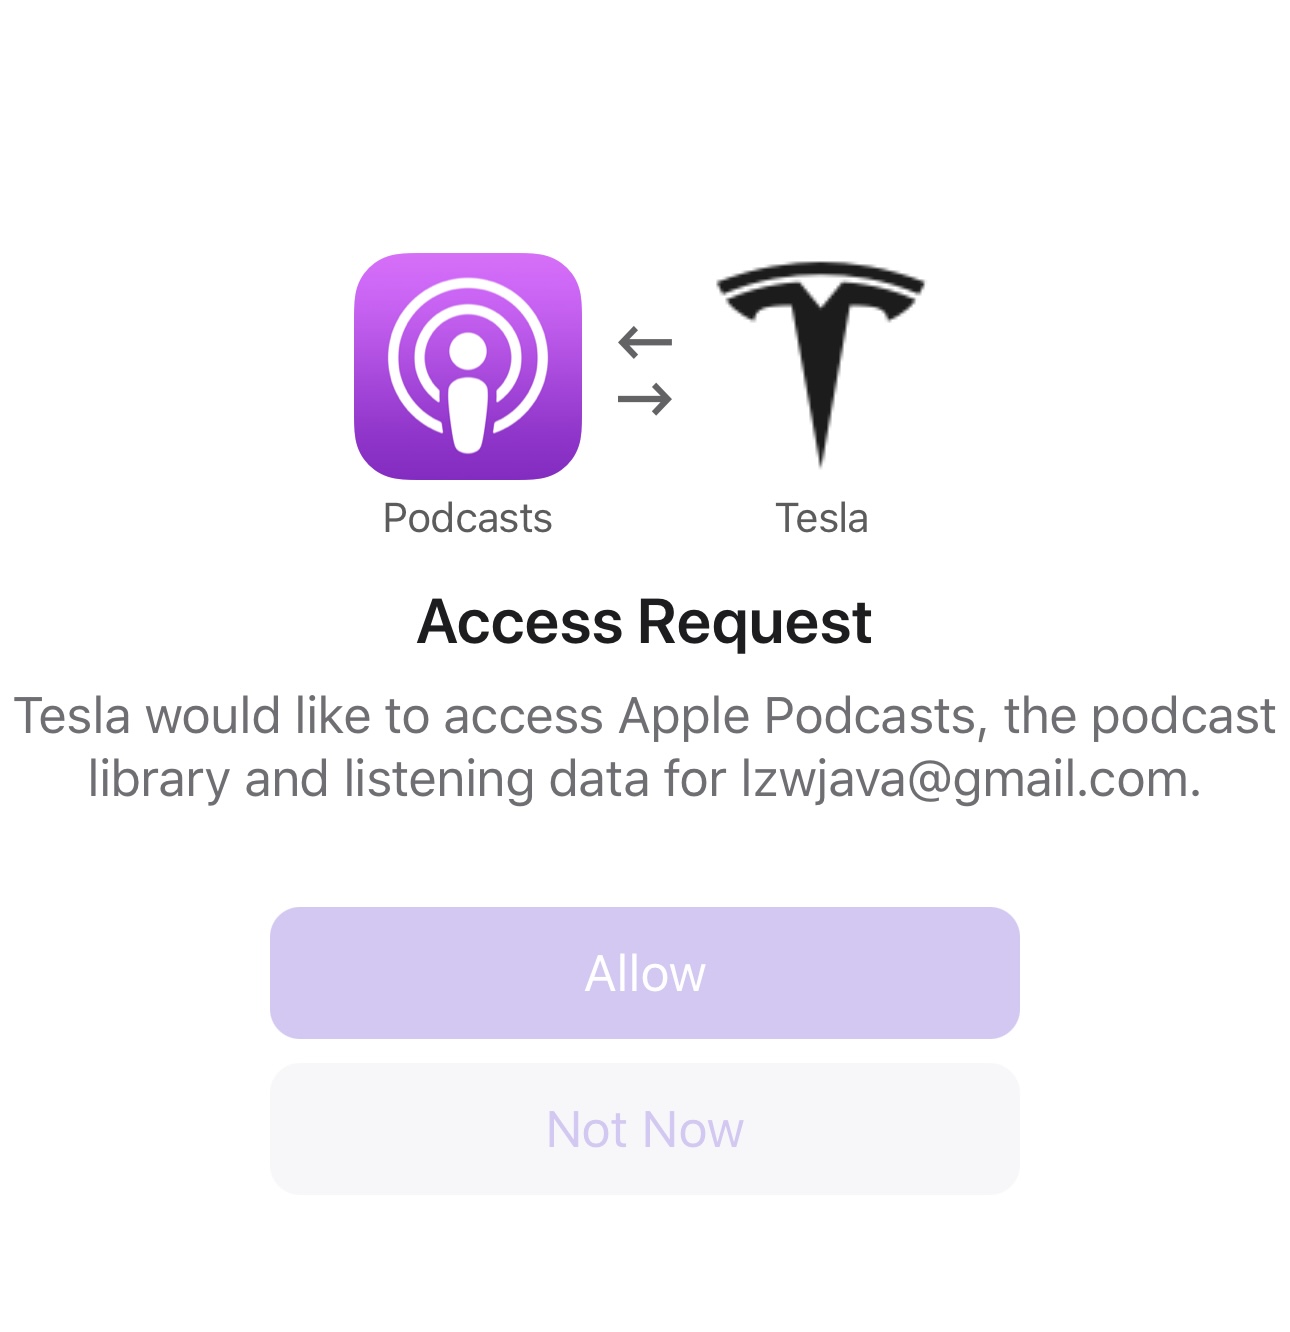 Podcasts
Tesla
Access Request
Tesla would like to access Apple Podcasts, the podcast
library and listening data for lzwjava@gmail.com.
Allow
Not Now